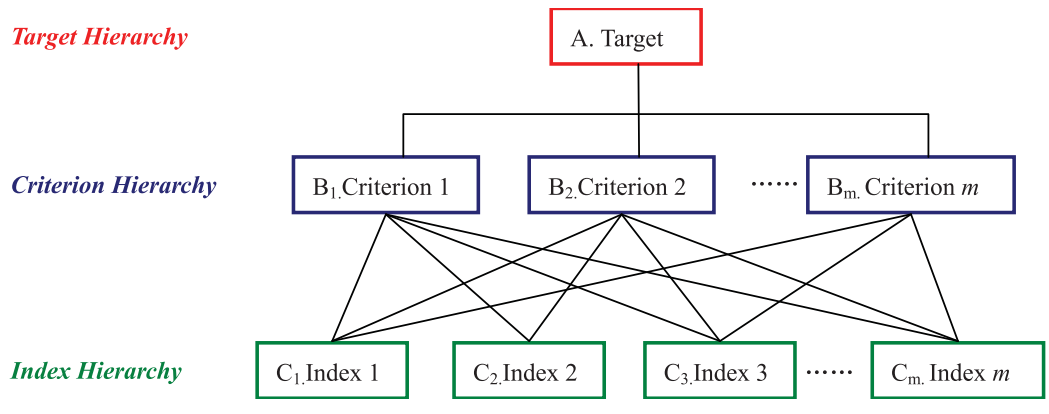 Target Hierarchy
A. Target
Criterion Hierarchy
B₁.Criterion 1
B₂.Criterion 2
······
Bₘ. Criterion m
Index Hierarchy
C₁.Index 1
C₂.Index 2
C₃.Index 3
······
Cₘ. Index m